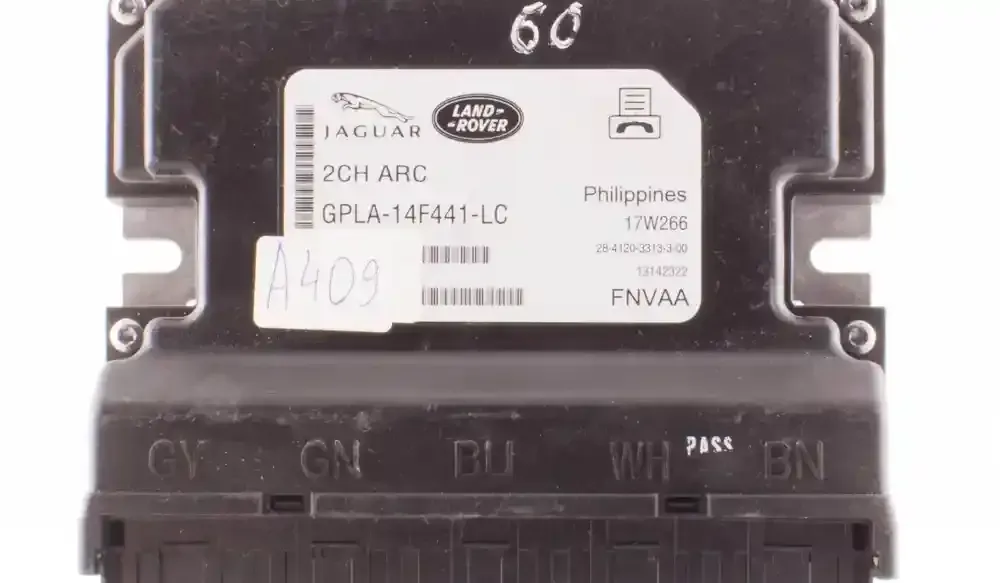 60
JAGUAR
LAND-
-ROVER
2CH ARC
GPLA-14F441-LC
Philippines
17W266
28-4120-3313-3-00
13142322
FNVAA
A409
GY GN BU WH PASS BN